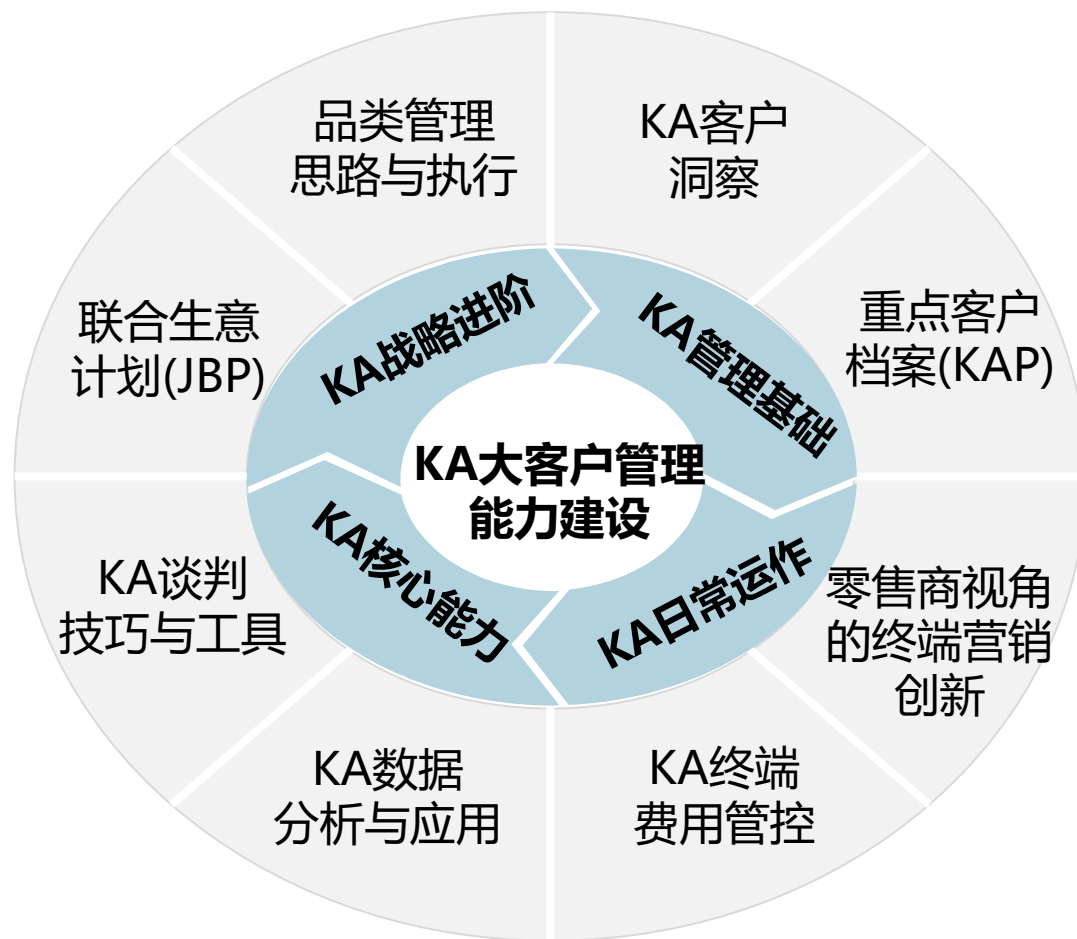 品类管理
思路与执行
KA客户
洞察
联合生意
计划(JBP)
KA战略进阶
KA管理基础
重点客户
档案(KAP)
KA大客户管理
能力建设
KA谈判
技巧与工具
KA核心能力
KA日常运作
零售商视角
的终端营销
创新
KA数据
分析与应用
KA终端
费用管控